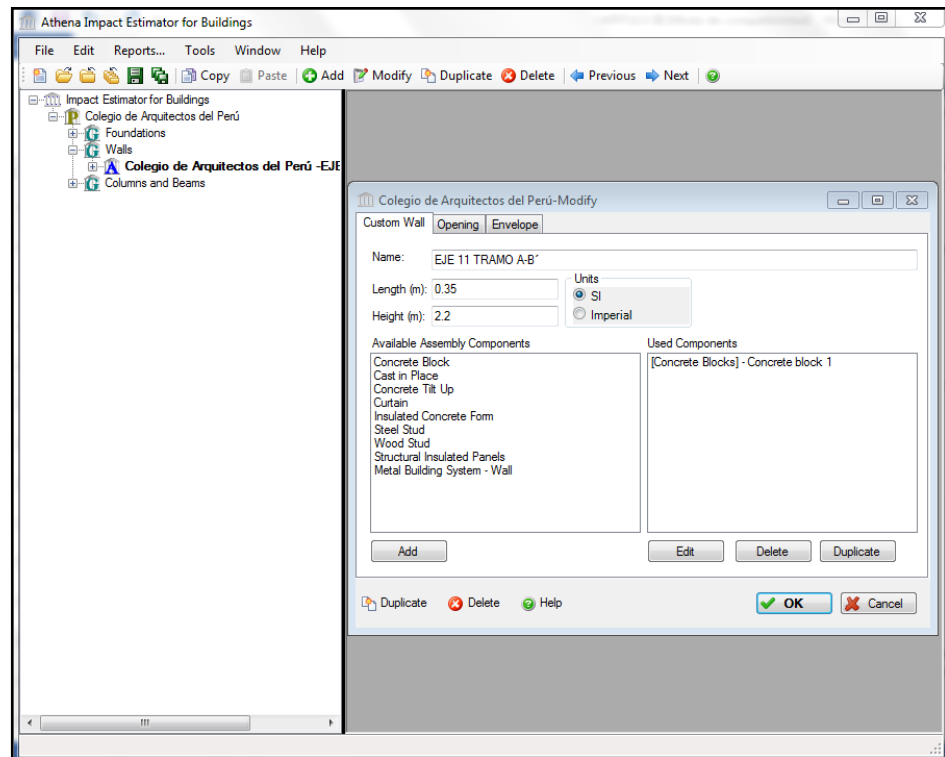 Athena Impact Estimator for Buildings
File Edit Reports... Tools Window Help
Copy Paste Add Modify Duplicate Delete Previous Next
Impact Estimator for Buildings
Colegio de Arquitectos del Perú
Foundations
Walls
Colegio de Arquitectos del Perú -EJE
Columns and Beams
Colegio de Arquitectos del Perú-Modify
Custom Wall Opening Envelope
Name: EJE 11 TRAMO A-B´
Units
Length (m): 0.35 SI
Height (m): 2.2 Imperial
Available Assembly Components Used Components
Concrete Block [Concrete Blocks] - Concrete block 1
Cast in Place
Concrete Tilt Up
Curtain
Insulated Concrete Form
Steel Stud
Wood Stud
Structural Insulated Panels
Metal Building System - Wall
Add Edit Delete Duplicate
Duplicate Delete Help OK Cancel